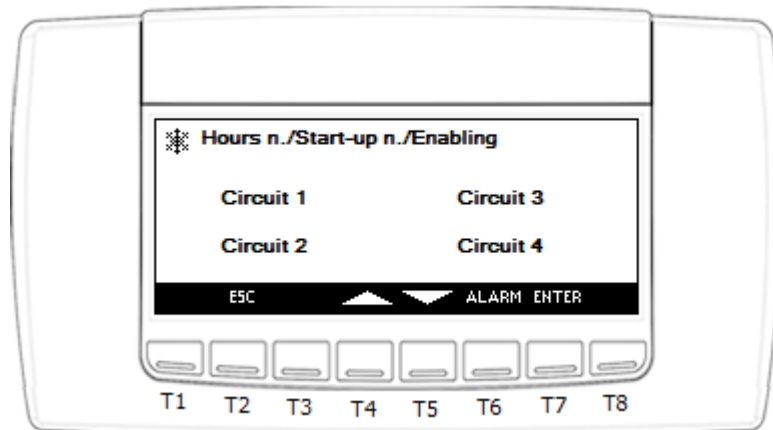 Hours n./Start-up n./Enabling
Circuit 1 Circuit 3
Circuit 2 Circuit 4
ESC ALARM ENTER
T1 T2 T3 T4 T5 T6 T7 T8